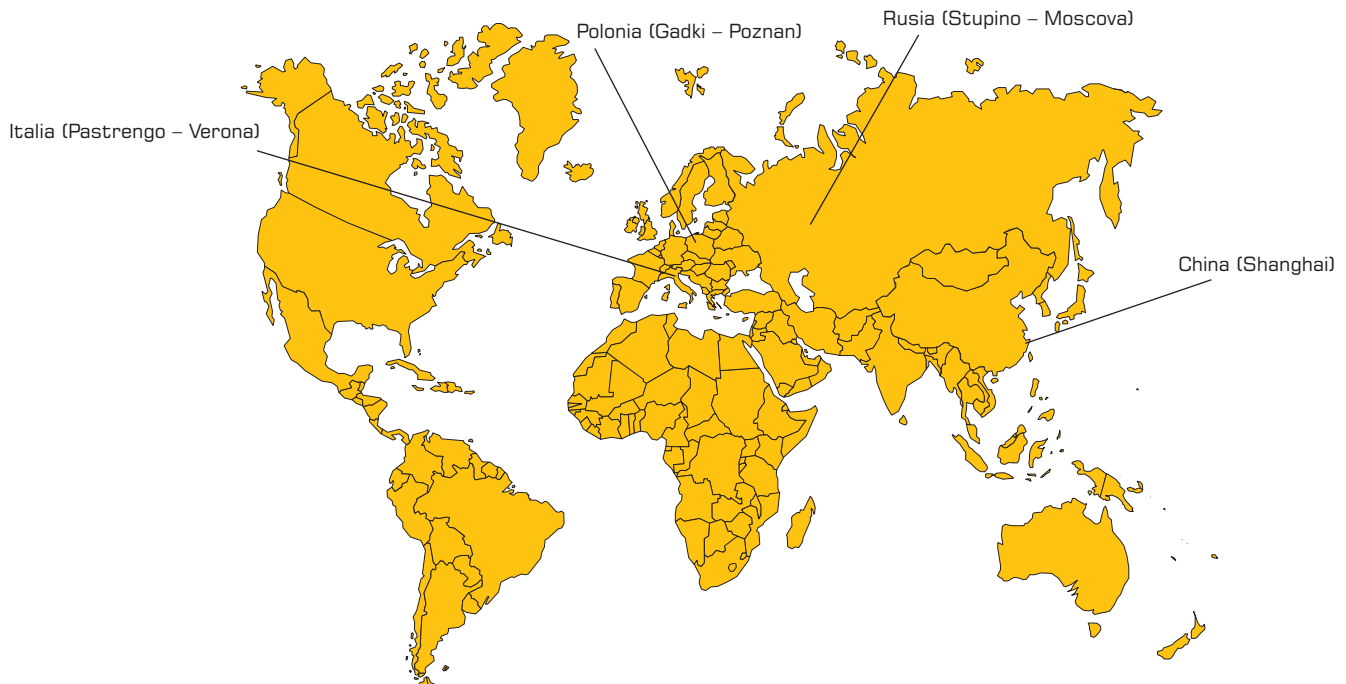 Rusia (Stupino – Moscova)
Polonia (Gadki – Poznan)
Italia (Pastrengo – Verona)
China (Shanghai)